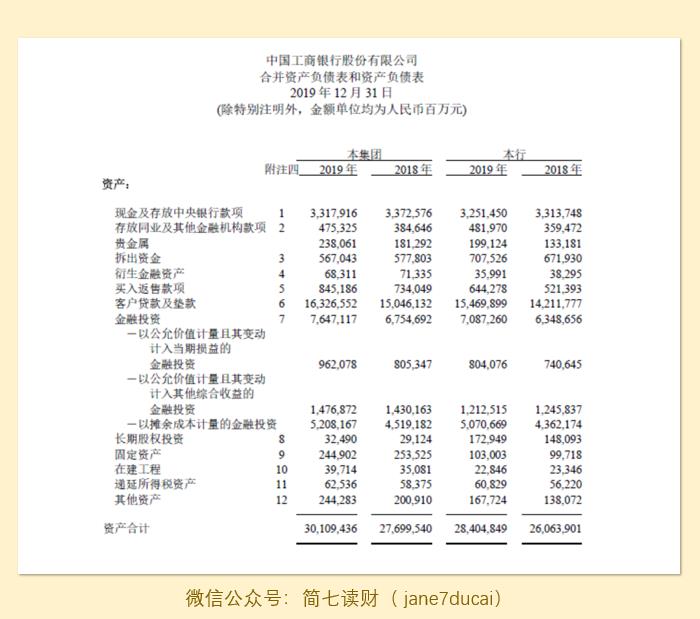 中国工商银行股份有限公司
合并资产负债表和资产负债表
2019 年 12 月 31 日
(除特别注明外，金额单位均为人民币百万元)
本集团 本行
附注四 2019 年 2018 年 2019 年 2018 年
资产：
现金及存放中央银行款项 1 3,317,916 3,372,576 3,251,450 3,313,748
存放同业及其他金融机构款项 2 475,325 384,646 481,970 359,472
贵金属 238,061 181,292 199,124 133,181
拆出资金 3 567,043 577,803 707,526 671,930
衍生金融资产 4 68,311 71,335 35,991 38,295
买入返售款项 5 845,186 734,049 644,278 521,393
客户贷款及垫款 6 16,326,552 15,046,132 15,469,899 14,211,777
金融投资 7 7,647,117 6,754,692 7,087,260 6,348,656
－以公允价值计量且其变动
计入当期损益的
金融投资 962,078 805,347 804,076 740,645
－以公允价值计量且其变动
计入其他综合收益的
金融投资 1,476,872 1,430,163 1,212,515 1,245,837
－以摊余成本计量的金融投资 5,208,167 4,519,182 5,070,669 4,362,174
长期股权投资 8 32,490 29,124 172,949 148,093
固定资产 9 244,902 253,525 103,003 99,718
在建工程 10 39,714 35,081 22,846 23,346
递延所得税资产 11 62,536 58,375 60,829 56,220
其他资产 12 244,283 200,910 167,724 138,072
资产合计 30,109,436 27,699,540 28,404,849 26,063,901
微信公众号：简七读财（ jane7ducai）